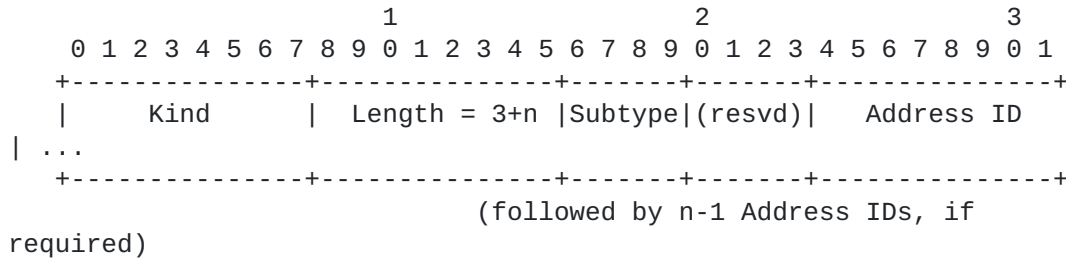 1                   2                   3
    0 1 2 3 4 5 6 7 8 9 0 1 2 3 4 5 6 7 8 9 0 1 2 3 4 5 6 7 8 9 0 1
   +---------------+---------------+-------+-------+---------------+
   |     Kind      |  Length = 3+n |Subtype|(resvd)|   Address ID
| ...
   +---------------+---------------+-------+-------+---------------+
                              (followed by n-1 Address IDs, if
required)